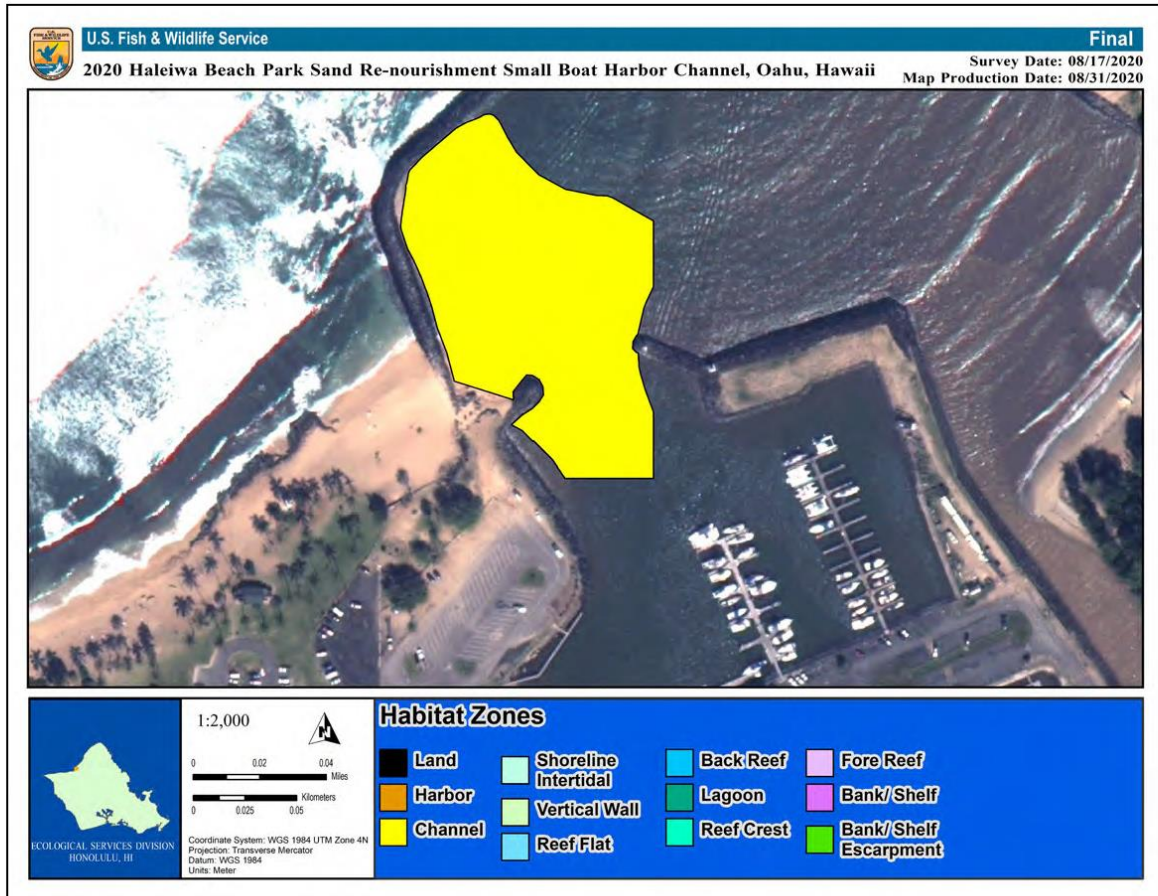 U.S. FISH & WILDLIFE SERVICE
U.S. Fish & Wildlife Service
Final
2020 Haleiwa Beach Park Sand Re-nourishment Small Boat Harbor Channel, Oahu, Hawaii
Survey Date: 08/17/2020
Map Production Date: 08/31/2020
ECOLOGICAL SERVICES DIVISION
HONOLULU, HI
1:2,000
N
0 0.02 0.04
Miles
Kilometers
0 0.025 0.05
Coordinate System: WGS 1984 UTM Zone 4N
Projection: Transverse Mercator
Datum: WGS 1984
Units: Meter
Habitat Zones
Land
Harbor
Channel
Shoreline
Intertidal
Vertical Wall
Reef Flat
Back Reef
Lagoon
Reef Crest
Fore Reef
Bank/ Shelf
Bank/ Shelf
Escarpment